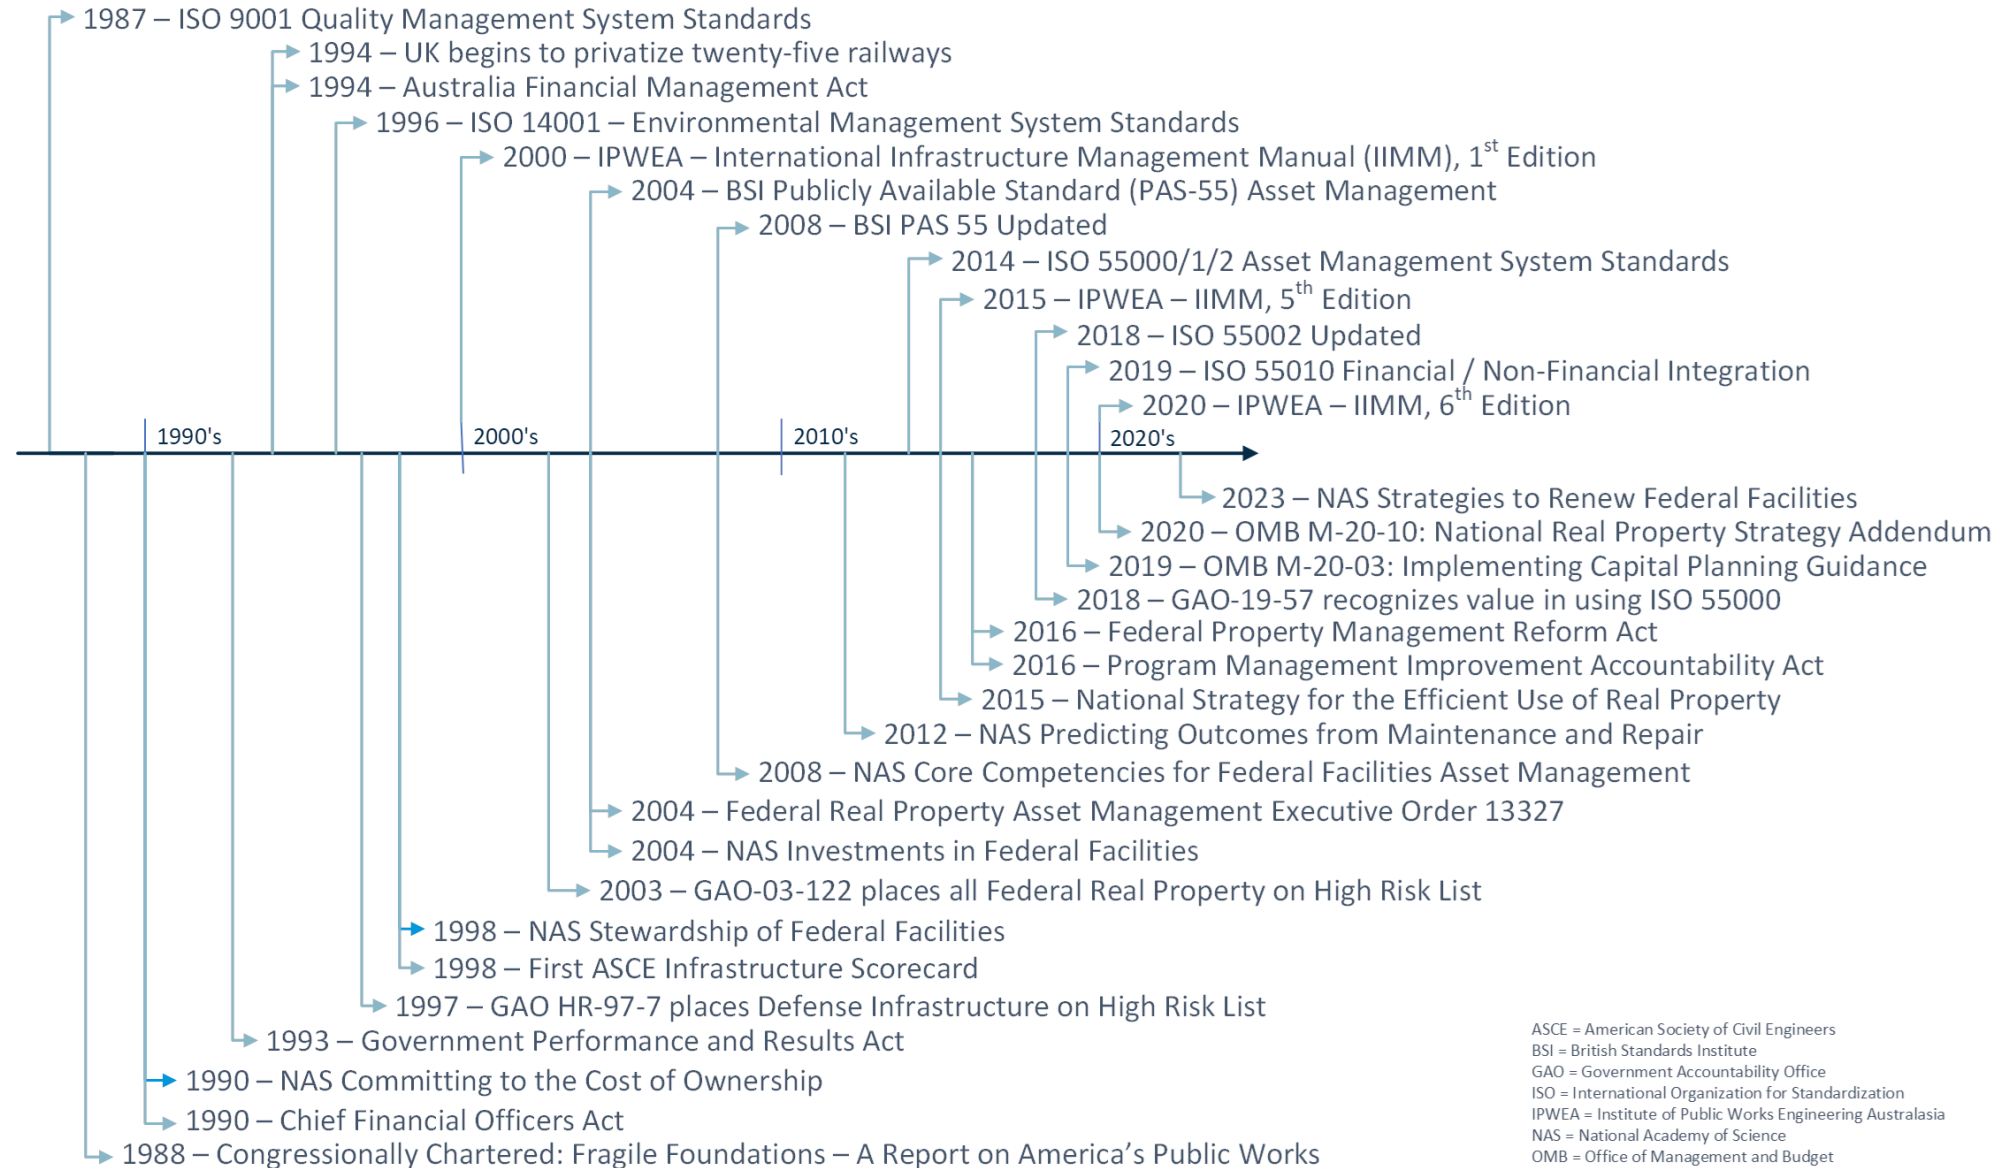 1987 – ISO 9001 Quality Management System Standards
1994 – UK begins to privatize twenty-five railways
1994 – Australia Financial Management Act
1996 – ISO 14001 – Environmental Management System Standards
2000 – IPWEA – International Infrastructure Management Manual (IIMM), 1st Edition
2004 – BSI Publicly Available Standard (PAS-55) Asset Management
2008 – BSI PAS 55 Updated
2014 – ISO 55000/1/2 Asset Management System Standards
2015 – IPWEA – IIMM, 5th Edition
2018 – ISO 55002 Updated
2019 – ISO 55010 Financial / Non-Financial Integration
2020 – IPWEA – IIMM, 6th Edition
1990's
2000's
2010's
2020's
2023 – NAS Strategies to Renew Federal Facilities
2020 – OMB M-20-10: National Real Property Strategy Addendum
2019 – OMB M-20-03: Implementing Capital Planning Guidance
2018 – GAO-19-57 recognizes value in using ISO 55000
2016 – Federal Property Management Reform Act
2016 – Program Management Improvement Accountability Act
2015 – National Strategy for the Efficient Use of Real Property
2012 – NAS Predicting Outcomes from Maintenance and Repair
2008 – NAS Core Competencies for Federal Facilities Asset Management
2004 – Federal Real Property Asset Management Executive Order 13327
2004 – NAS Investments in Federal Facilities
2003 – GAO-03-122 places all Federal Real Property on High Risk List
1998 – NAS Stewardship of Federal Facilities
1998 – First ASCE Infrastructure Scorecard
1997 – GAO HR-97-7 places Defense Infrastructure on High Risk List
1993 – Government Performance and Results Act
1990 – NAS Committing to the Cost of Ownership
1990 – Chief Financial Officers Act
1988 – Congressionally Chartered: Fragile Foundations – A Report on America’s Public Works
ASCE = American Society of Civil Engineers
BSI = British Standards Institute
GAO = Government Accountability Office
ISO = International Organization for Standardization
IPWEA = Institute of Public Works Engineering Australasia
NAS = National Academy of Science
OMB = Office of Management and Budget